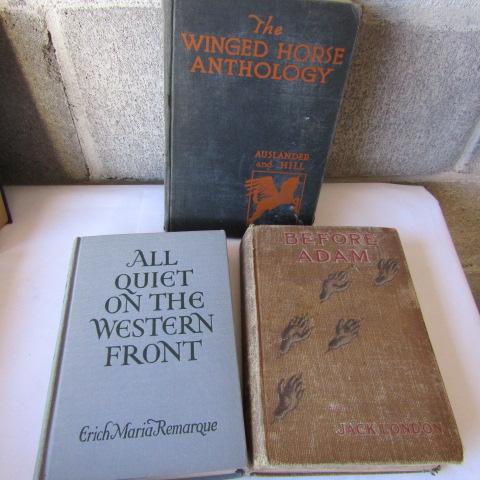 The
WINGED HORSE
ANTHOLOGY
AUSLANDER
and HILL
ALL
QUIET
ON THE
WESTERN
FRONT
Erich Maria Remarque
BEFORE
ADAM
JACK LONDON